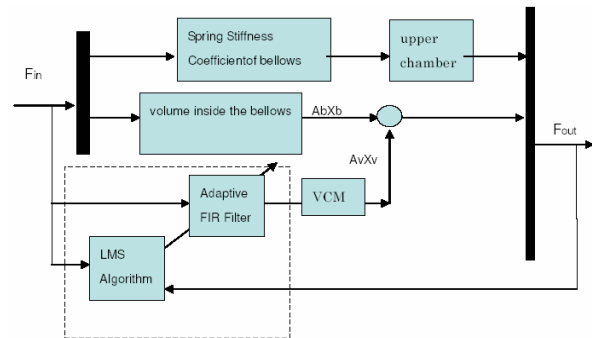 Spring Stiffness
Coefficientof bellows
upper
chamber
Fin
volume inside the bellows
AbXb
Fout
AvXv
Adaptive
FIR Filter
VCM
LMS
Algorithm